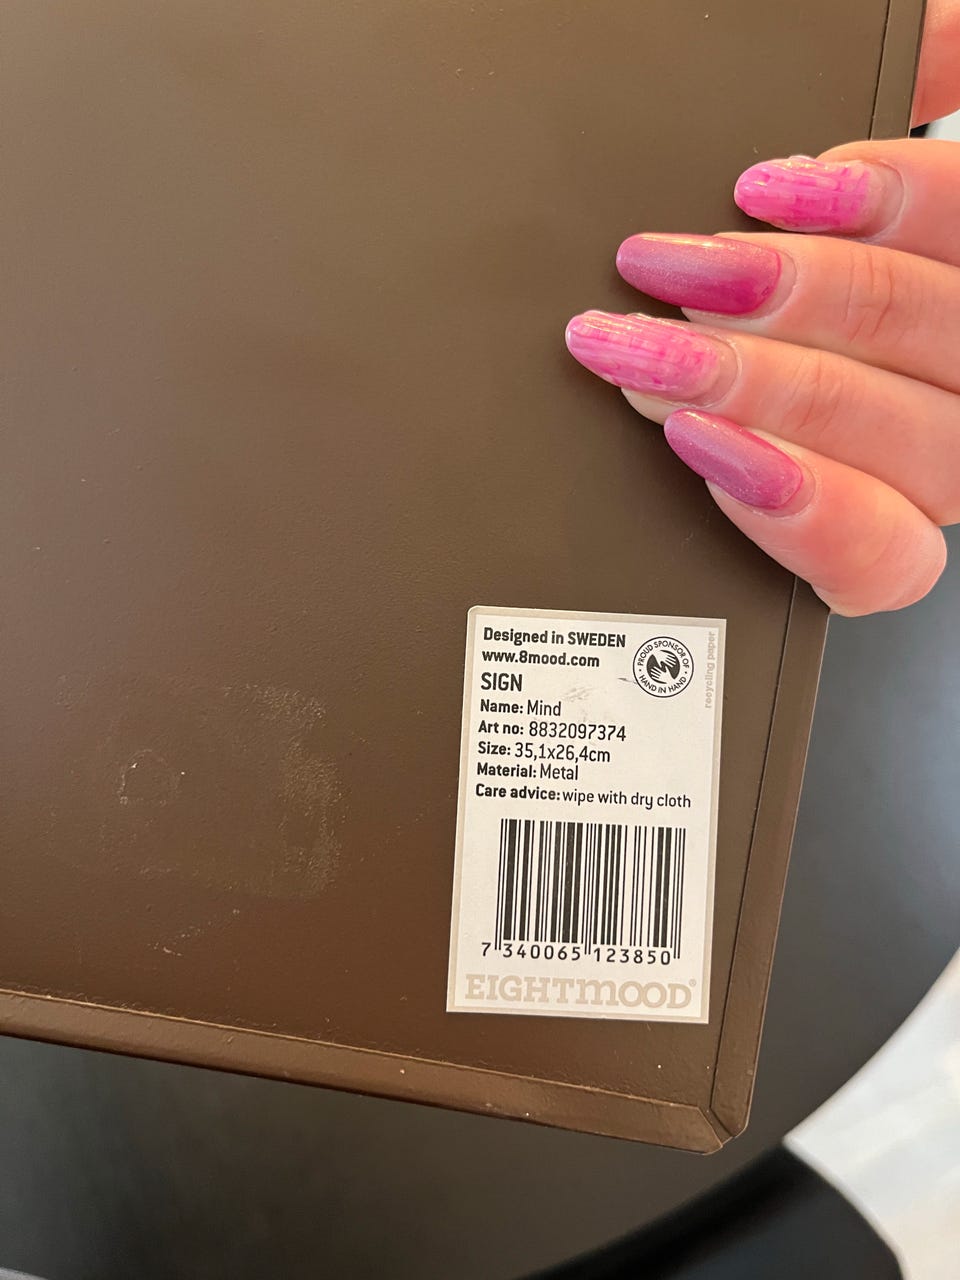 Designed in SWEDEN
www.8mood.com
PROUD SPONSOR OF
HAND IN HAND
recycling paper
SIGN
Name: Mind
Art no: 8832097374
Size: 35,1x26,4cm
Material: Metal
Care advice: wipe with dry cloth
7 340065 123850
EIGHTMOOD®